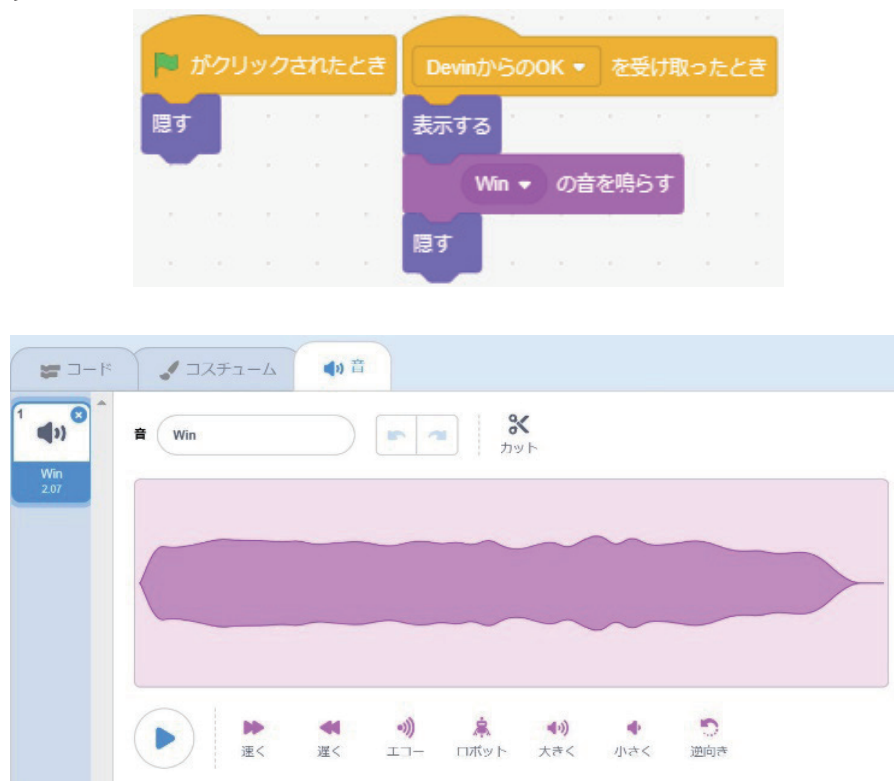 がクリックされたとき
隠す
DevinからのOK を受け取ったとき
表示する
Win の音を鳴らす
隠す
コード コスチューム 音
1
Win
2.07
音 Win
カット
速く 遅く エコー ロボット 大きく 小さく 逆向き